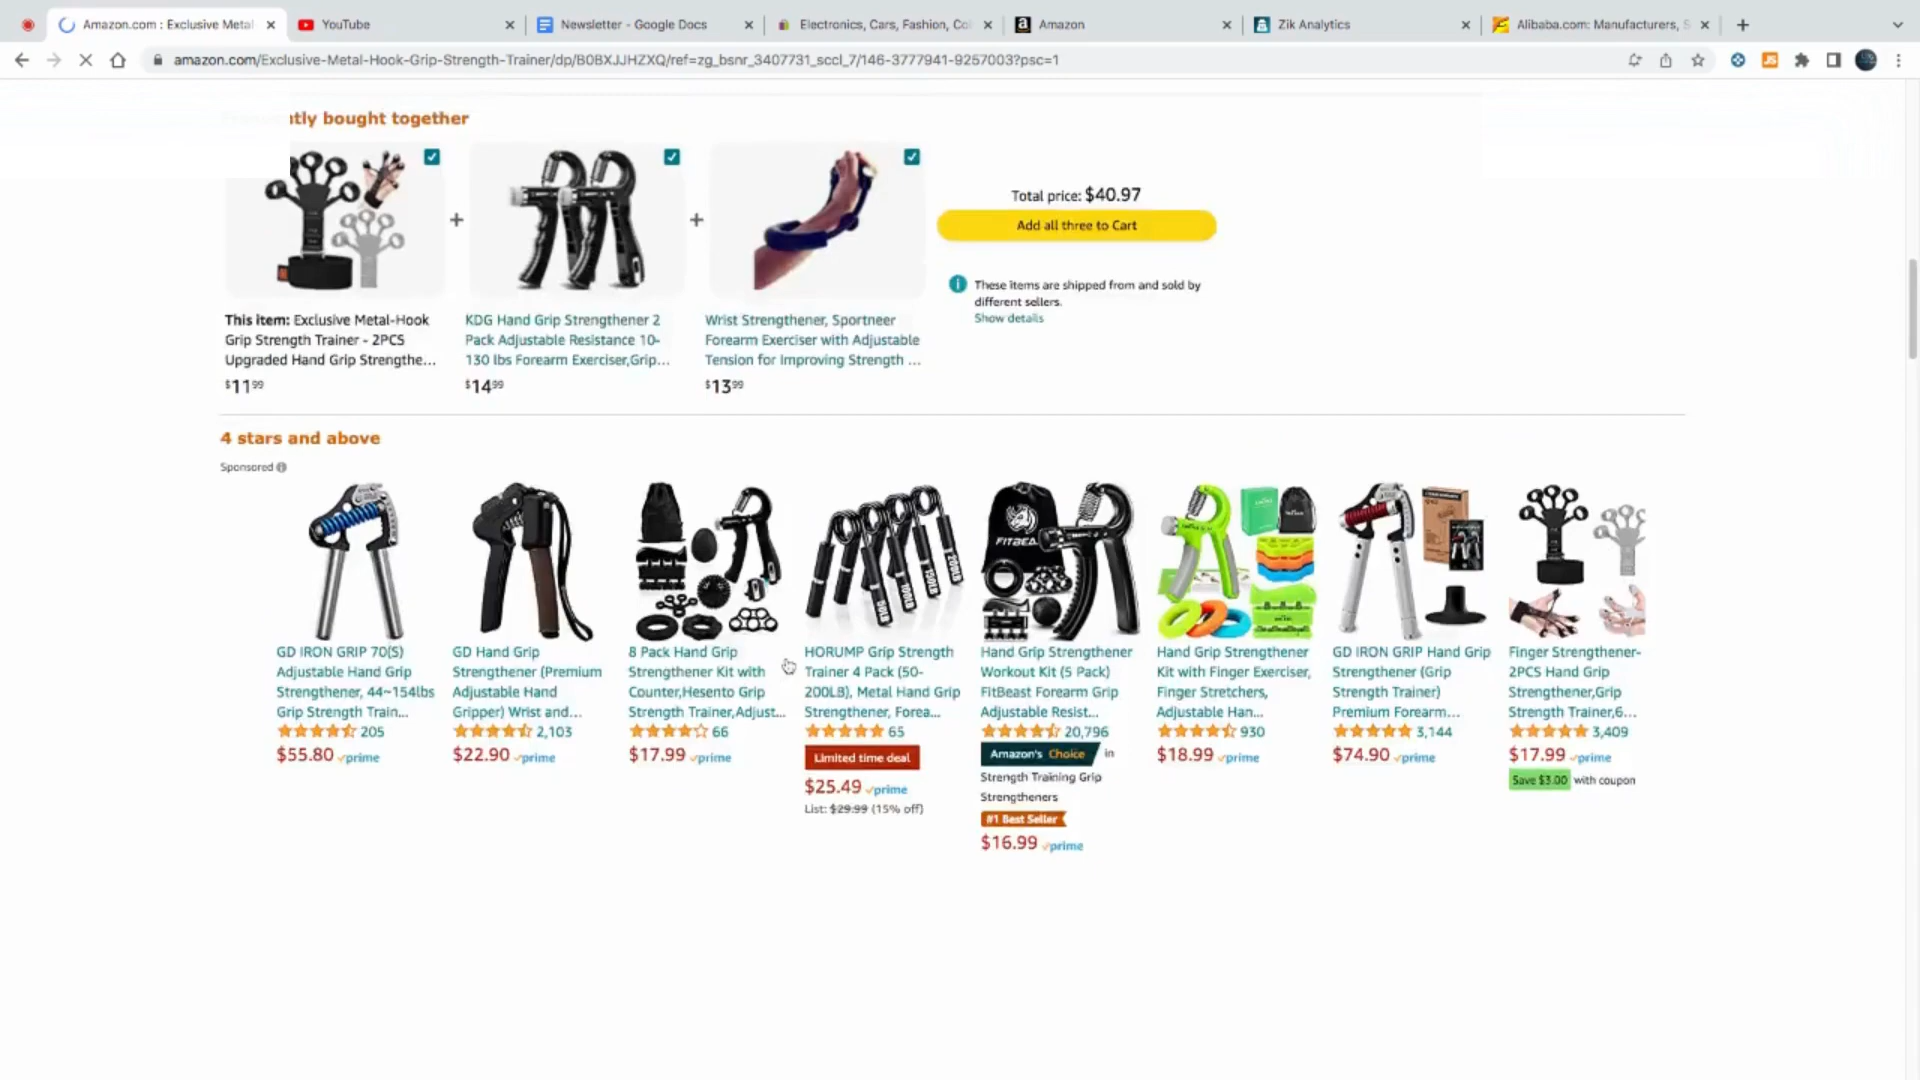 Amazon.com : Exclusive Metal
YouTube
Newsletter - Google Docs
Electronics, Cars, Fashion, Co
Amazon
Zik Analytics
Alibaba.com: Manufacturers, S
amazon.com/Exclusive-Metal-Hook-Grip-Strength-Trainer/dp/B0BXJJHZXQ/ref=zg_bsnr_3407731_sccl_7/146-3777941-9257003?psc=1
ntly bought together
Total price: $40.97
Add all three to Cart
These items are shipped from and sold by
different sellers.
Show details
This item: Exclusive Metal-Hook
Grip Strength Trainer - 2PCS
Upgraded Hand Grip Strengthe...
$11.99
KDG Hand Grip Strengthener 2
Pack Adjustable Resistance 10-
130 lbs Forearm Exerciser,Grip...
$14.99
Wrist Strengthener, Sportneer
Forearm Exerciser with Adjustable
Tension for Improving Strength ...
$13.99
4 stars and above
Sponsored
GD IRON GRIP 70(S)
Adjustable Hand Grip
Strengthener, 44~154lbs
Grip Strength Train...
205
$55.80 prime
GD Hand Grip
Strengthener (Premium
Adjustable Hand
Gripper) Wrist and...
2,103
$22.90 prime
8 Pack Hand Grip
Strengthener Kit with
Counter,Hesento Grip
Strength Trainer,Adjust...
66
$17.99 prime
HORUMP Grip Strength
Trainer 4 Pack (50-
200LB), Metal Hand Grip
Strengthener, Forea...
65
Limited time deal
$25.49 prime
List: $29.99 (15% off)
FITBEA
Hand Grip Strengthener
Workout Kit (5 Pack)
FitBeast Forearm Grip
Adjustable Resist...
20,796
Amazon's Choice in
Strength Training Grip
Strengtheners
#1 Best Seller
$16.99 prime
Hand Grip Strengthener
Kit with Finger Exerciser,
Finger Stretchers,
Adjustable Han...
930
$18.99 prime
GD IRON GRIP Hand Grip
Strengthener (Grip
Strength Trainer)
Premium Forearm...
3,144
$74.90 prime
Finger Strengthener-
2PCS Hand Grip
Strengthener,Grip
Strength Trainer,6...
3,409
$17.99 prime
Save $3.00 with coupon